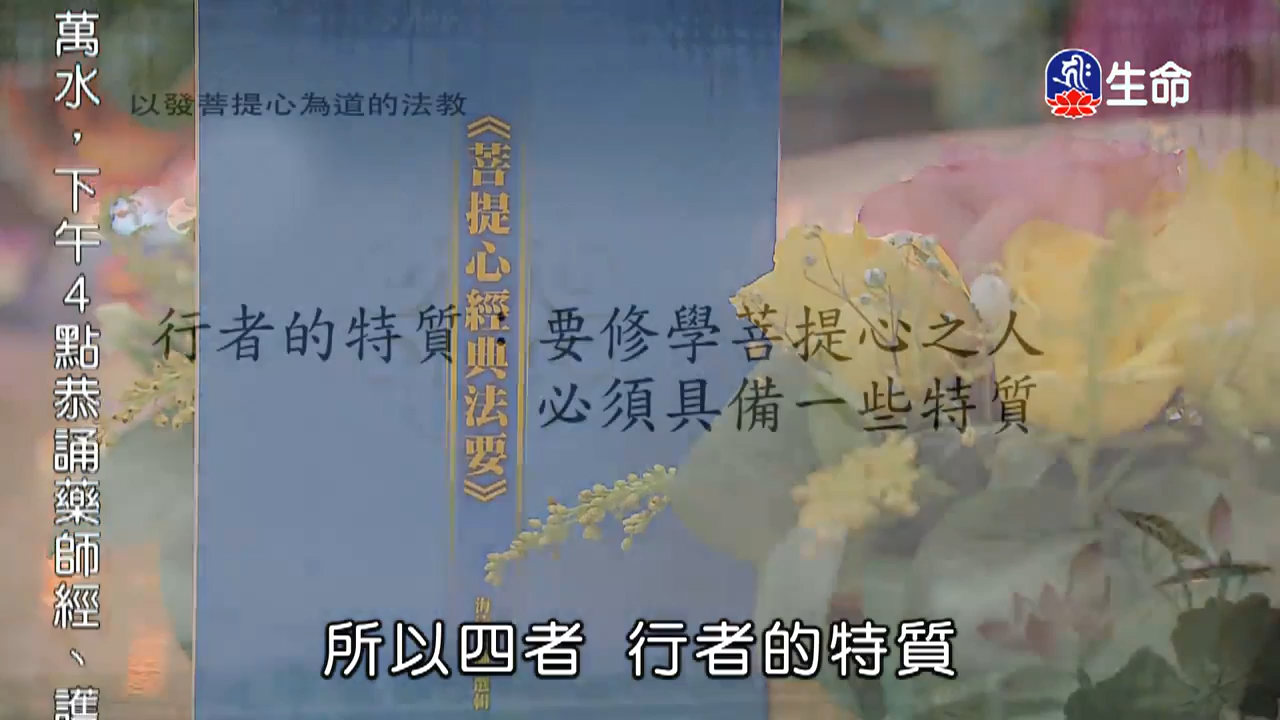 萬水,下午4點恭誦藥師經、護
生命
以發菩提心為道的法教
《菩提心經典法要》
行者的特質:要修學菩提心之人
必須具備一些特質
所以四者 行者的特質